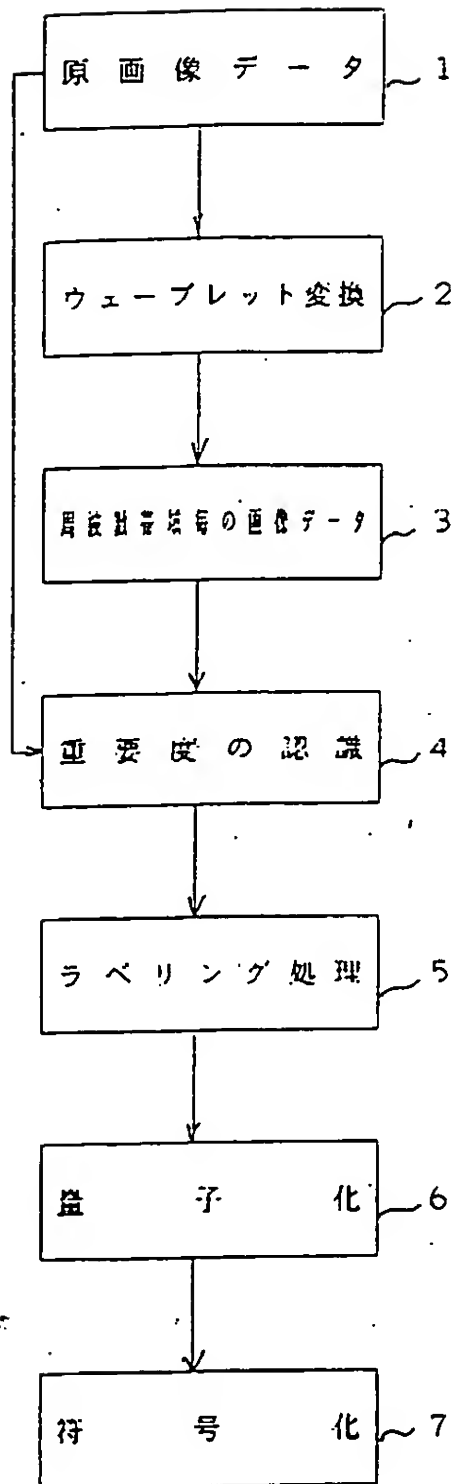 原画像データ 1
ウェーブレット変換 2
周波数帯域毎の画像データ 3
重要度の認識 4
ラベリング処理 5
量子化 6
符号化 7